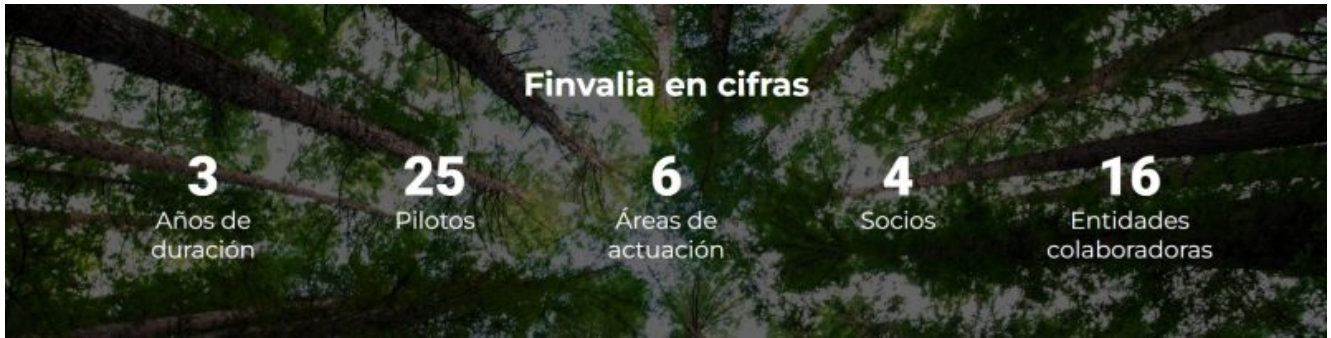 Finvalia en cifras
3
Años de
duración
25
Pilotos
6
Áreas de
actuación
4
Socios
16
Entidades
colaboradoras